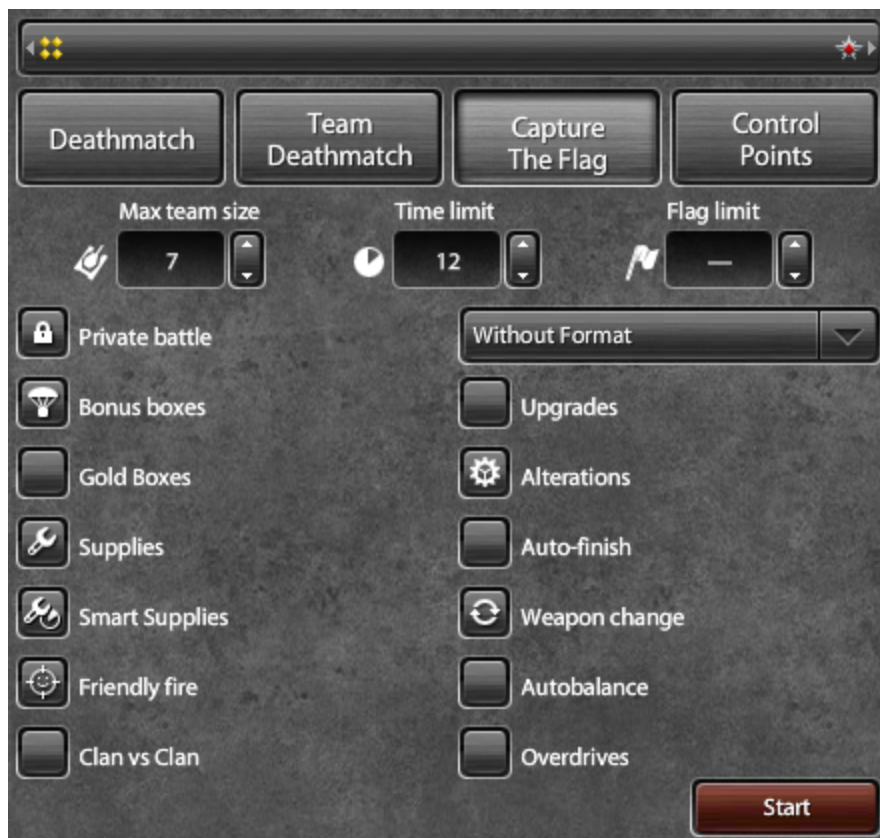 Deathmatch
Team
Deathmatch
Capture
The Flag
Control
Points
Max team size
Time limit
Flag limit
7
12
—
Private battle
Without Format
Bonus boxes
Upgrades
Gold Boxes
Alterations
Supplies
Auto-finish
Smart Supplies
Weapon change
Friendly fire
Autobalance
Clan vs Clan
Overdrives
Start